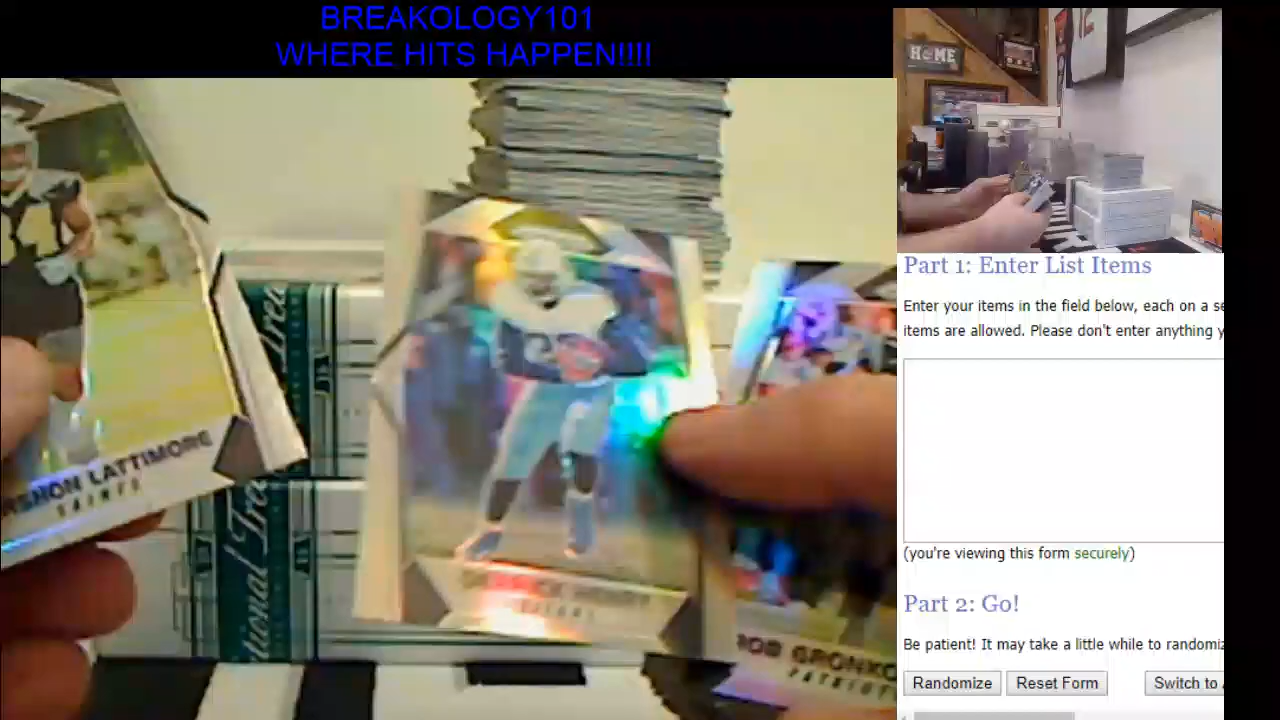 BREAKOLOGY101
WHERE HITS HAPPEN!!!!
HOME
12
RSHON LATTIMORE
SAINTS
ROB GRONKO
PATRIOTS
Part 1: Enter List Items
Enter your items in the field below, each on a se
items are allowed. Please don't enter anything y
(you're viewing this form securely)
Part 2: Go!
Be patient! It may take a little while to randomiz
Randomize
Reset Form
Switch to